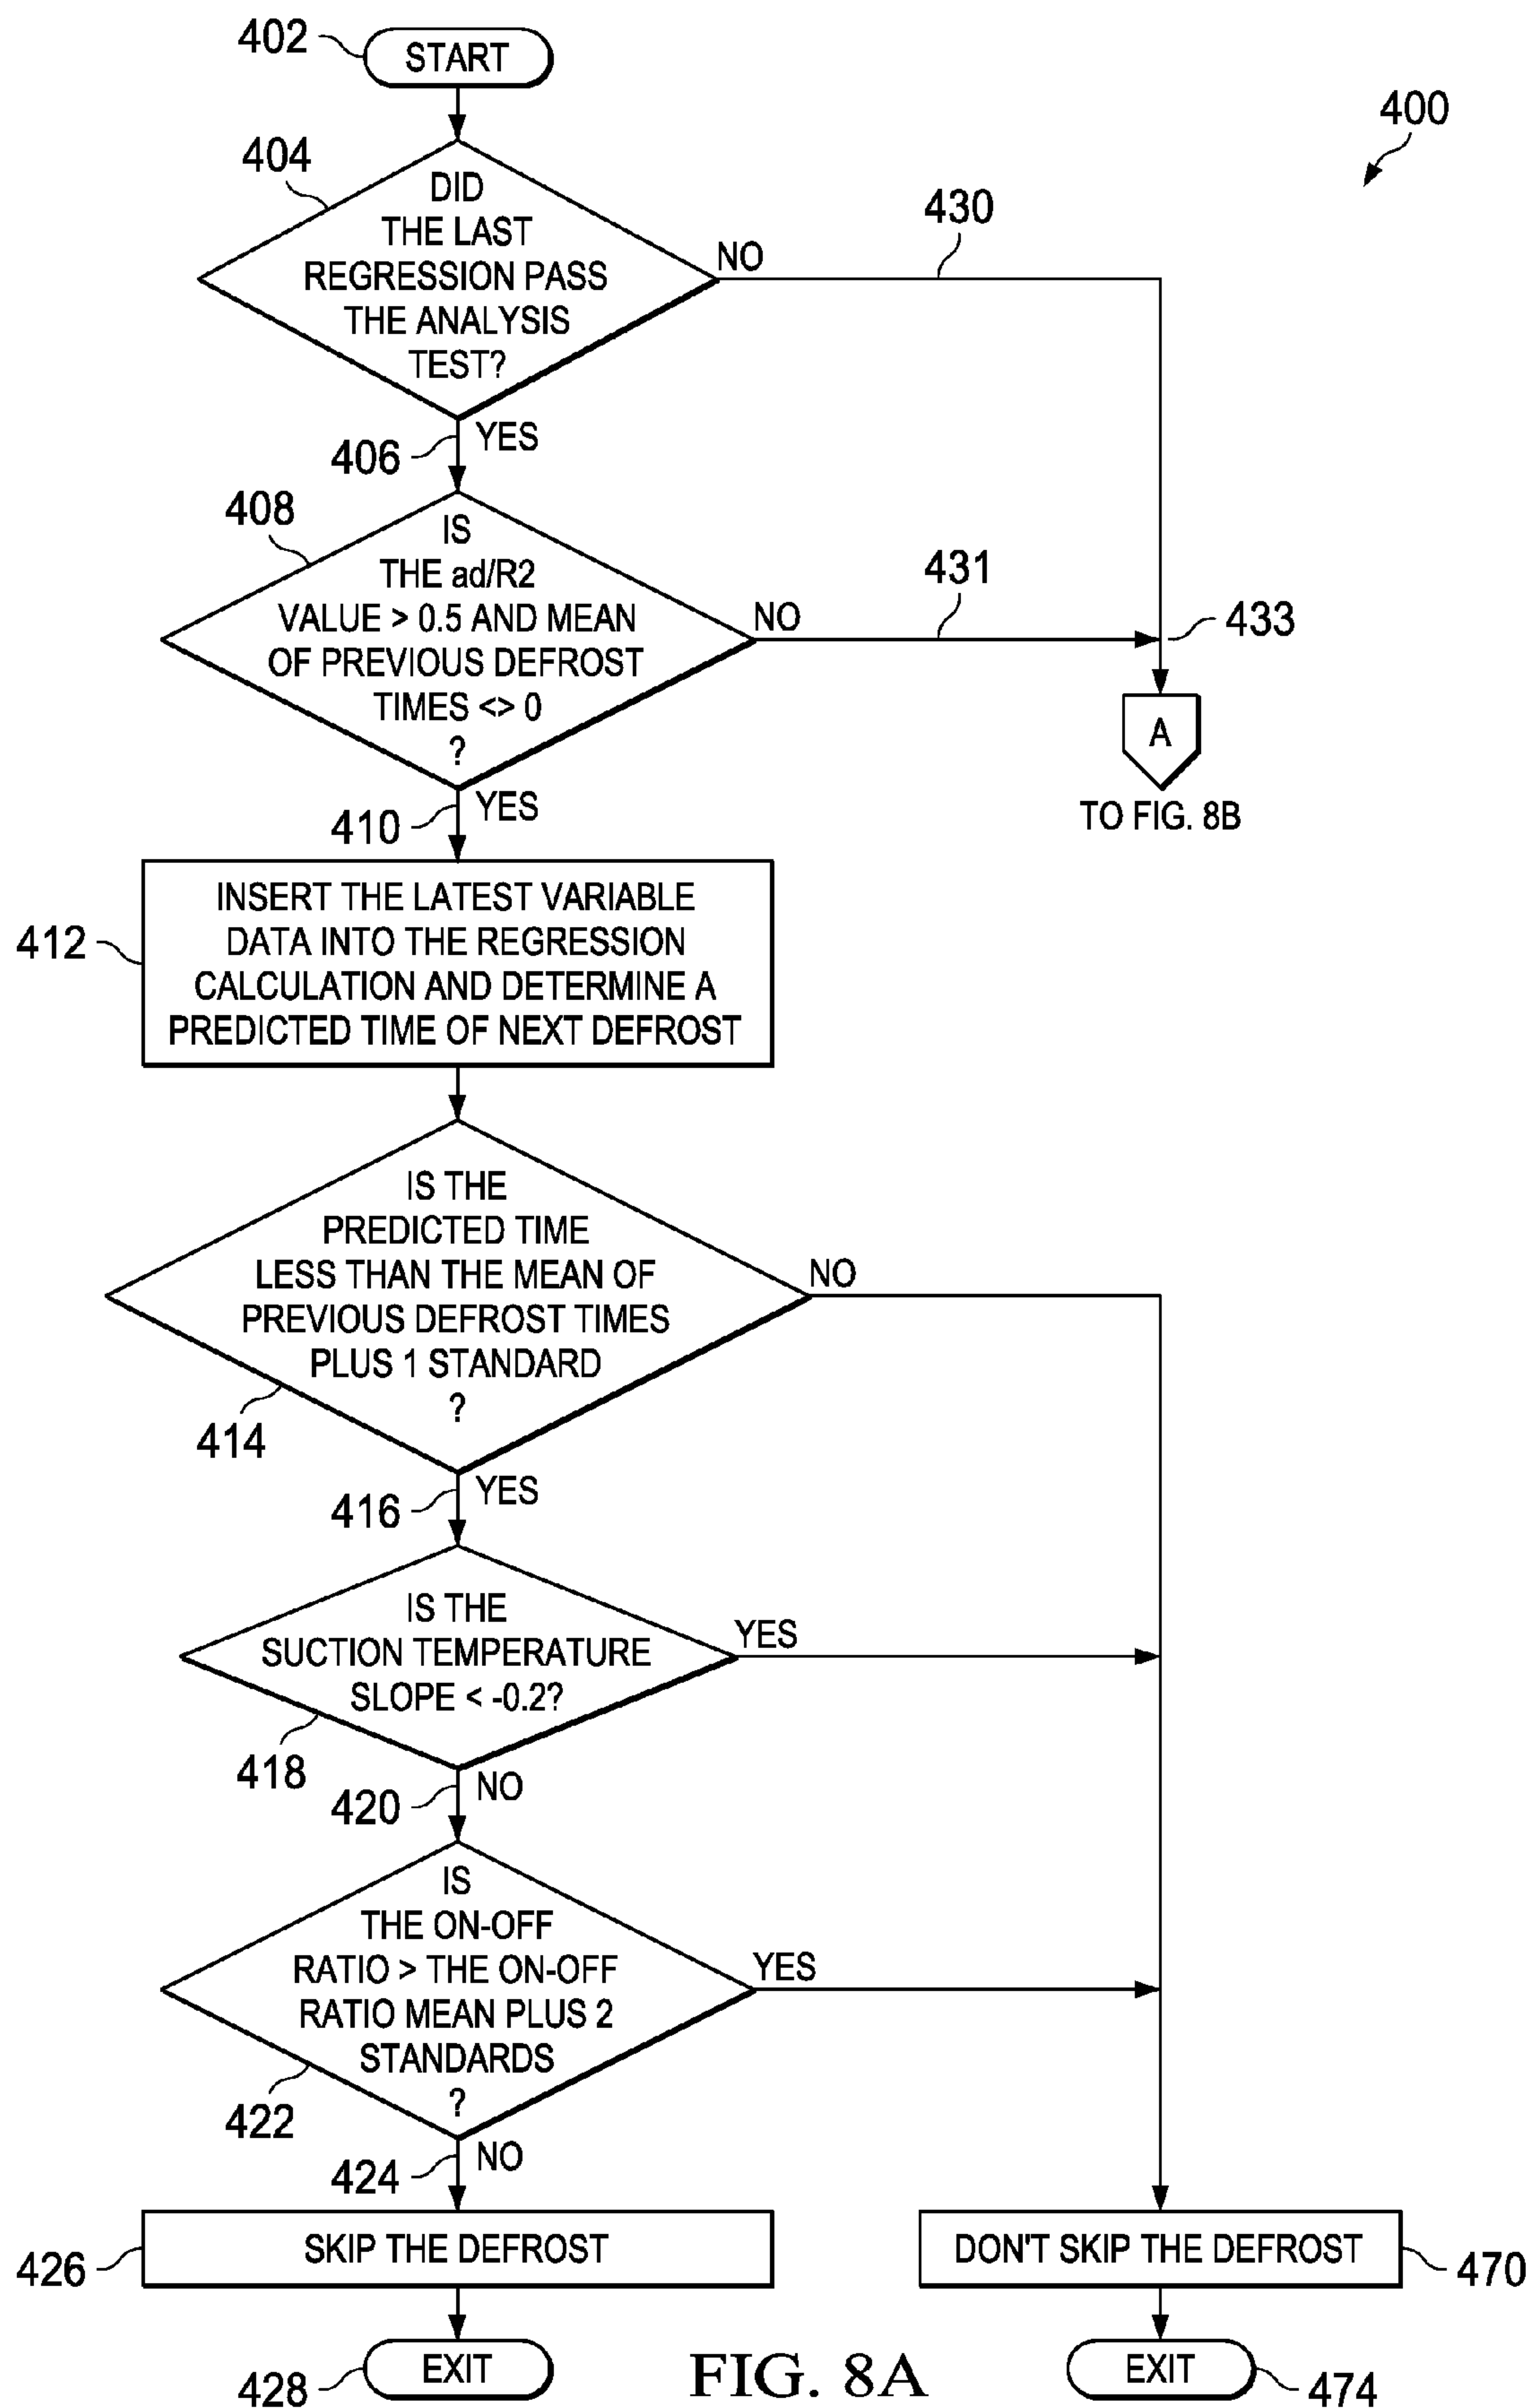 402
START
400
404
DID
THE LAST
REGRESSION PASS
THE ANALYSIS
TEST?
NO
430
406
YES
408
IS
THE ad/R2
VALUE > 0.5 AND MEAN
OF PREVIOUS DEFROST
TIMES <> 0
?
NO
431
433
A
TO FIG. 8B
410
YES
412
INSERT THE LATEST VARIABLE
DATA INTO THE REGRESSION
CALCULATION AND DETERMINE A
PREDICTED TIME OF NEXT DEFROST
IS THE
PREDICTED TIME
LESS THAN THE MEAN OF
PREVIOUS DEFROST TIMES
PLUS 1 STANDARD
?
NO
414
416
YES
IS THE
SUCTION TEMPERATURE
SLOPE < -0.2?
YES
418
420
NO
IS
THE ON-OFF
RATIO > THE ON-OFF
RATIO MEAN PLUS 2
STANDARDS
?
YES
422
424
NO
426
SKIP THE DEFROST
DON'T SKIP THE DEFROST
470
428
EXIT
FIG. 8A
EXIT
474